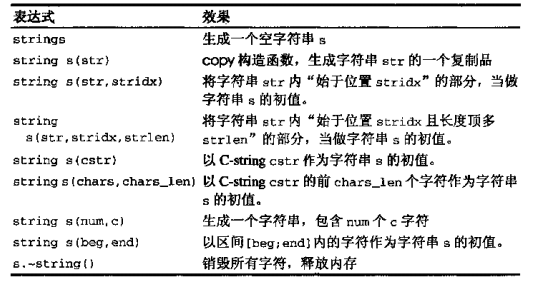 表达式 效果
strings 生成一个空字符串 s
string s(str) copy 构造函数，生成字符串 str 的一个复制品
string s(str,stridx) 将字符串 str 内“始于位置 stridx”的部分，当做
字符串 s 的初值。
string 将字符串 str 内“始于位置 stridx 且长度顶多
s(str,stridx,strlen) strlen”的部分，当做字符串 s 的初值。
string s(cstr) 以 C-string cstr 作为字符串 s 的初值。
string s(chars,chars_len) 以 C-string cstr 的前 chars_len 个字符作为字符串
s 的初值。
string s(num,c) 生成一个字符串，包含 num 个 c 字符
string s(beg,end) 以区间[beg;end)内的字符作为字符串 s 的初值。
s.~string() 销毁所有字符，释放内存